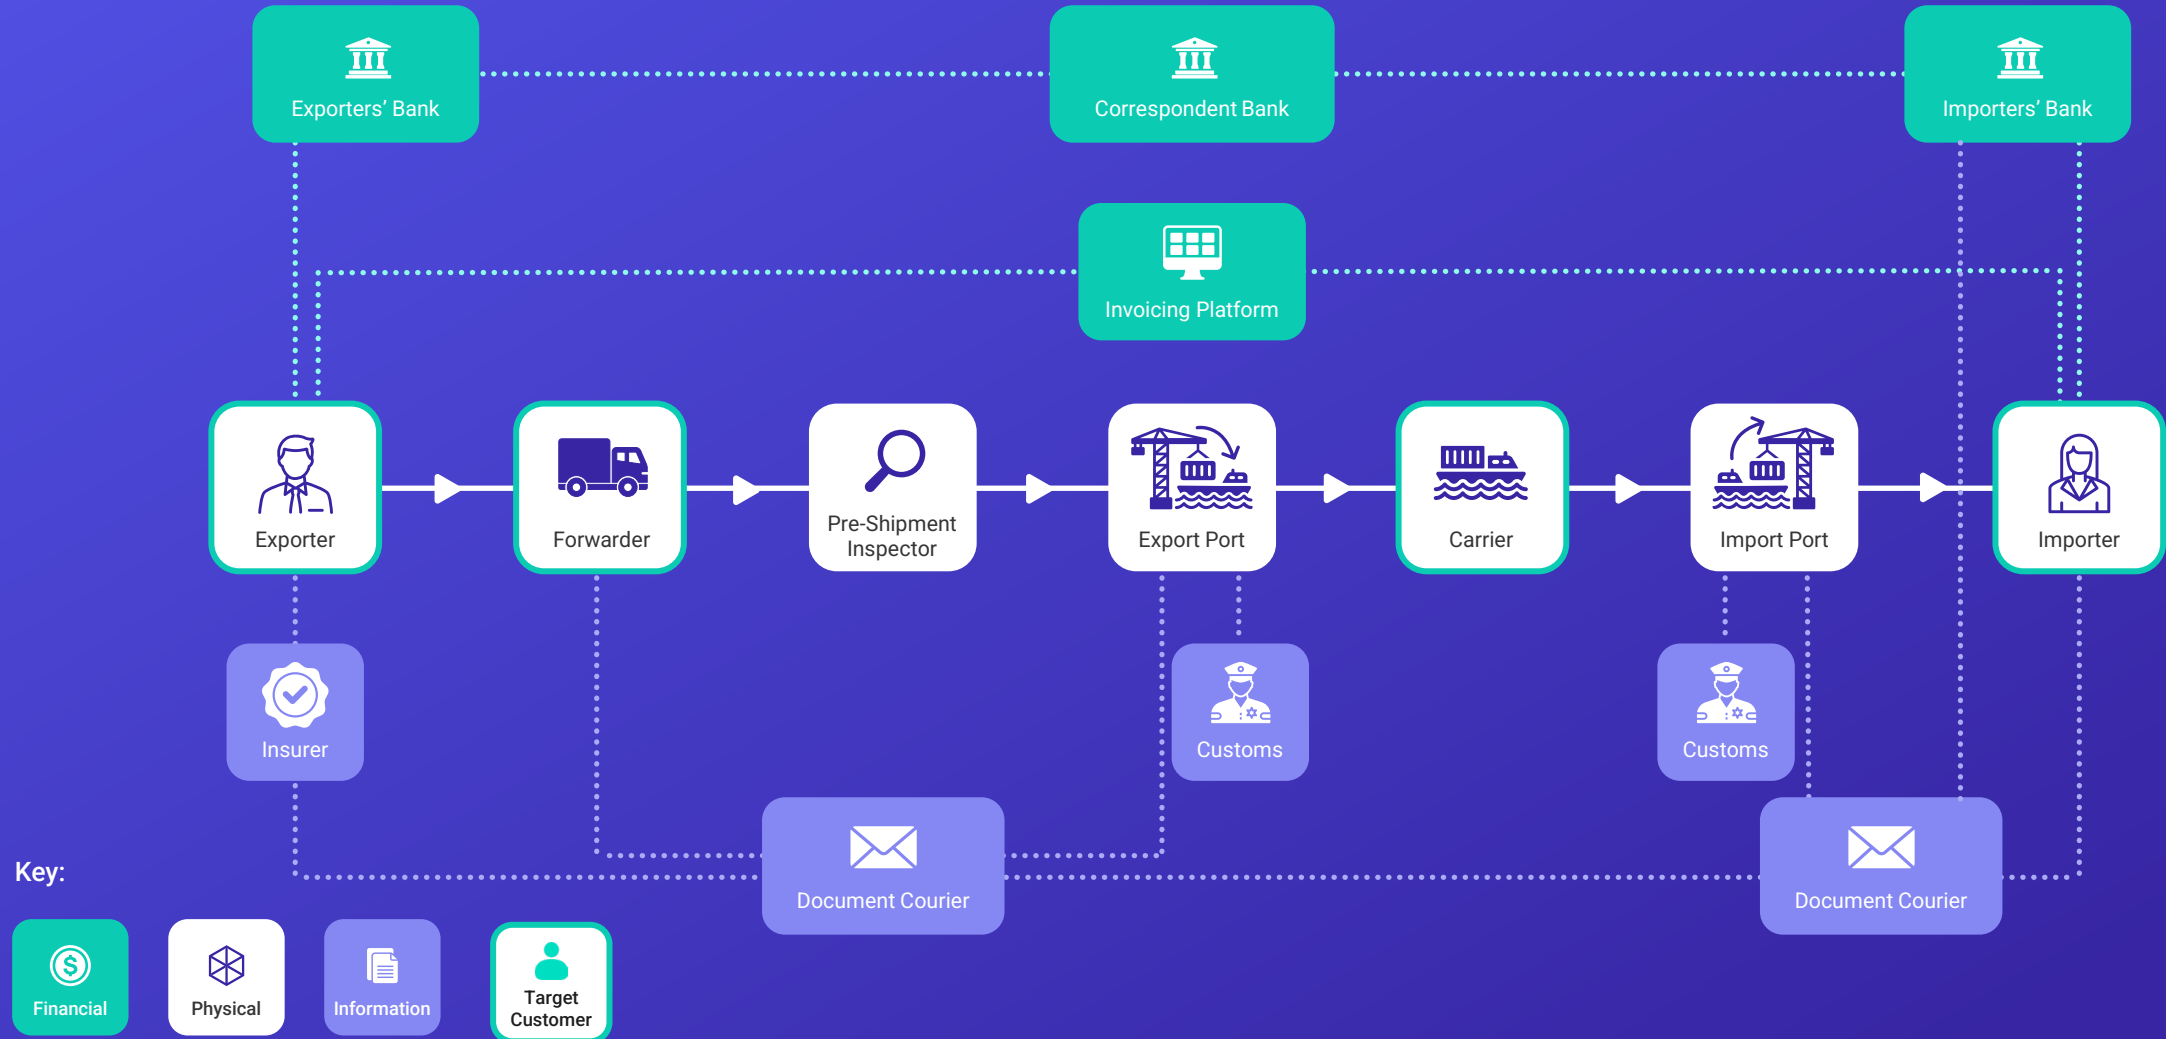 Exporters’ Bank
Correspondent Bank
Importers’ Bank
Invoicing Platform
Exporter
Forwarder
Pre-Shipment
Inspector
Export Port
Carrier
Import Port
Importer
Insurer
Customs
Customs
Document Courier
Document Courier
Key:
Financial
Physical
Information
Target
Customer